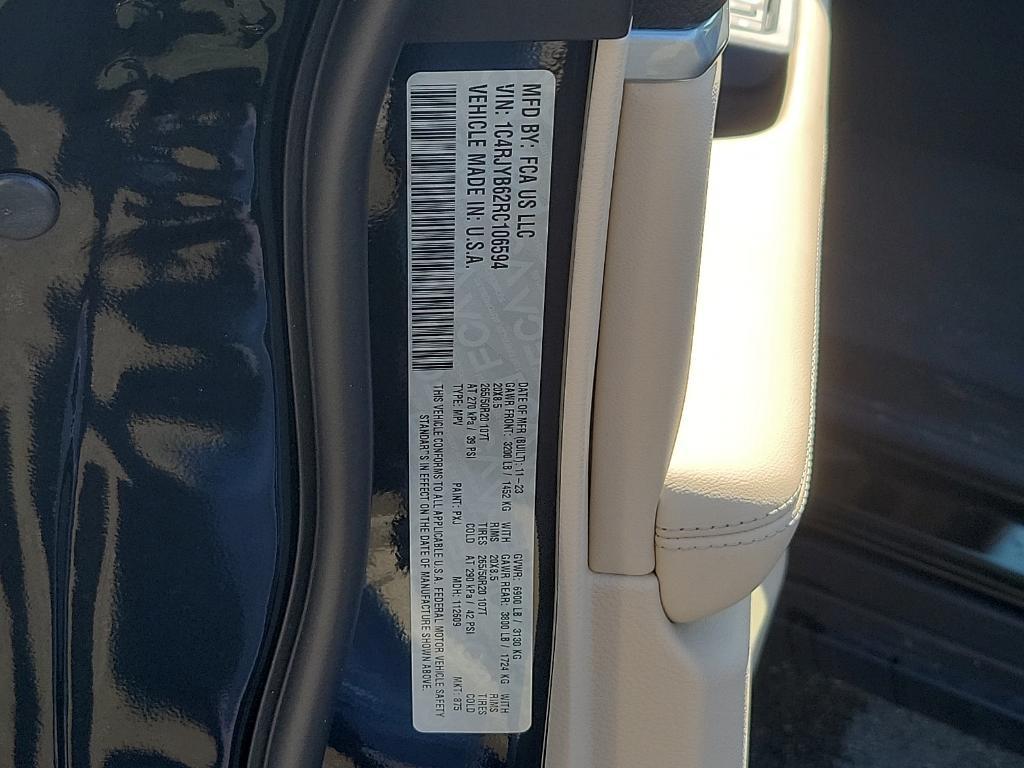 MFD BY: FCA US LLC
VIN: 1C4RJYB62RC106594
VEHICLE MADE IN: U.S.A.
DATE OF MFR (BUILT): 11-23 GVWR: 6900 LB / 3130 KG
GAWR FRONT: 3200 LB / 1452 KG WITH GAWR REAR: 3800 LB / 1724 KG WITH
20X8.5 RIMS 20X8.5 RIMS
265/50R20 107T TIRES 265/50R20 107T TIRES
AT 270 kPa / 39 PSI COLD AT 290 kPa / 42 PSI COLD
TYPE: MPV PAINT: PXJ MDH: 112609 MKT: 875
THIS VEHICLE CONFORMS TO ALL APPLICABLE U.S.A. FEDERAL MOTOR VEHICLE SAFETY
STANDARDS IN EFFECT ON THE DATE OF MANUFACTURE SHOWN ABOVE.